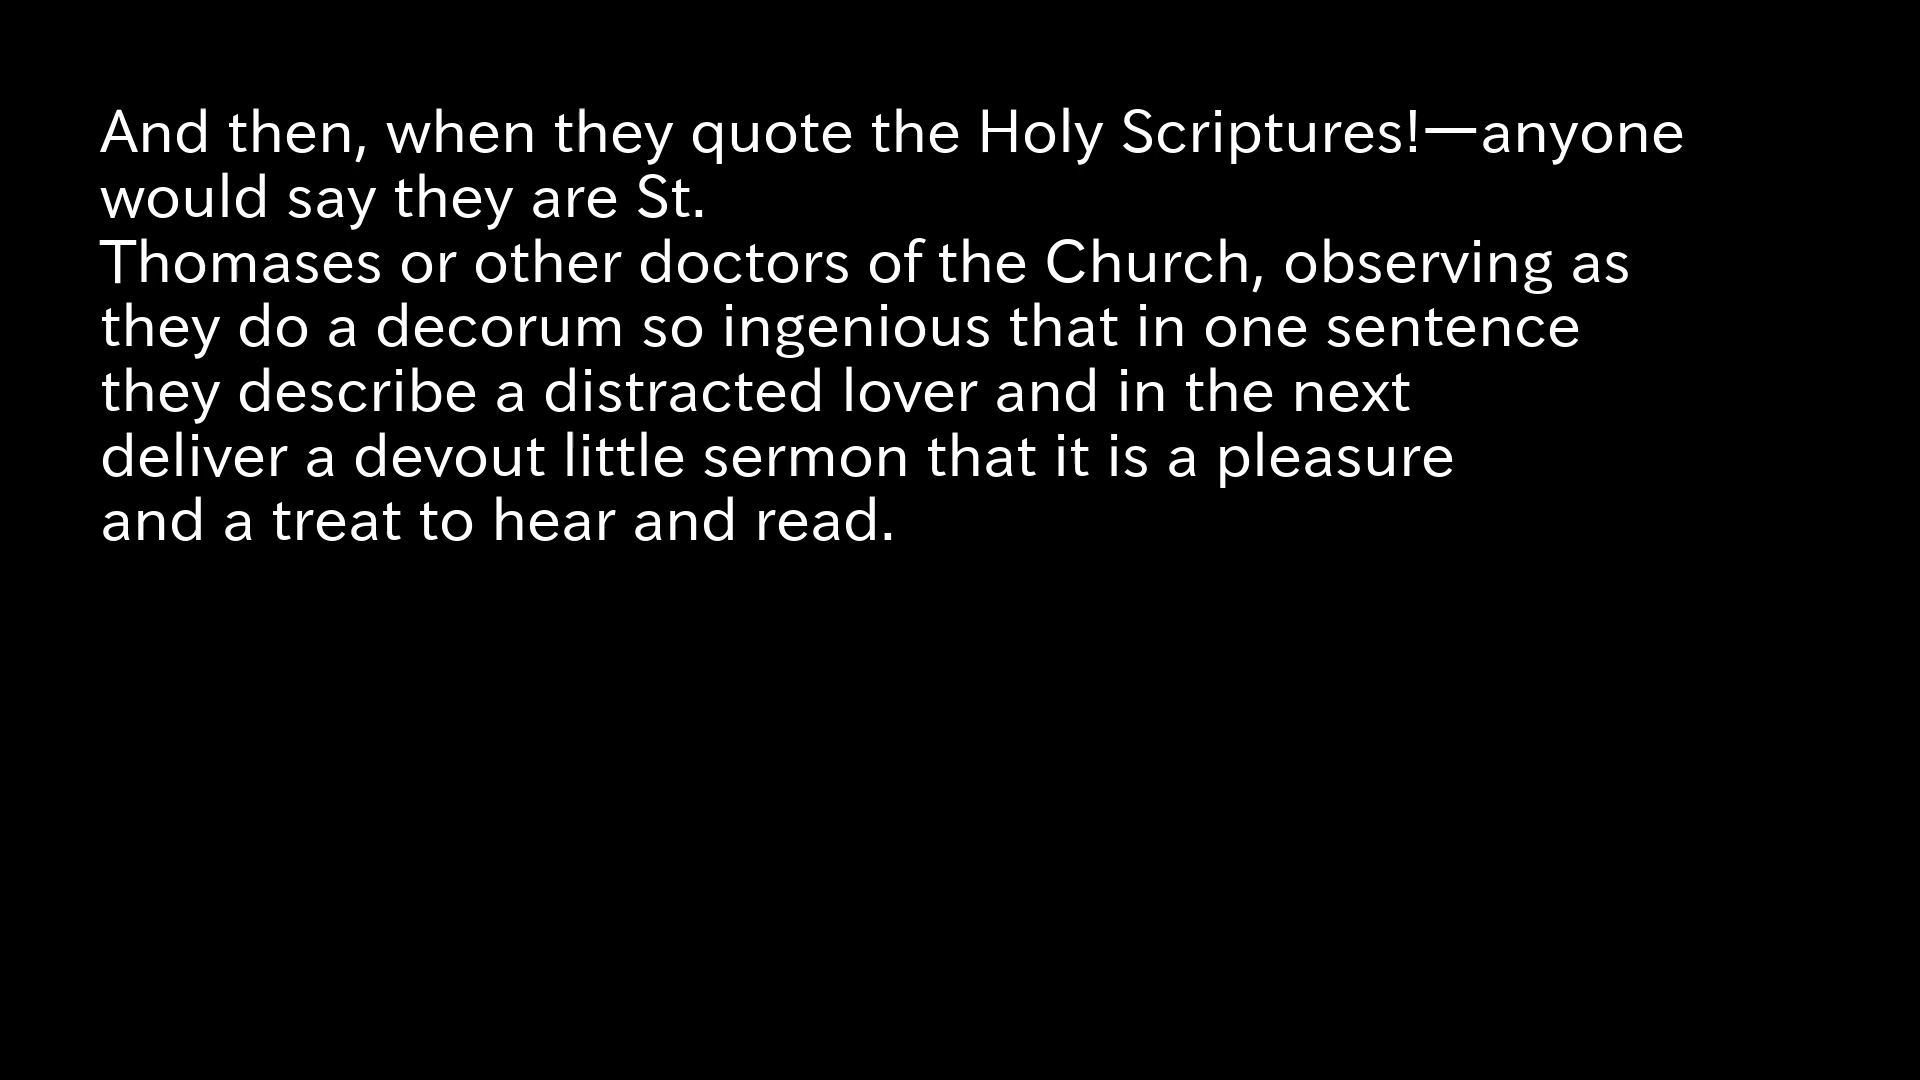 And then, when they quote the Holy Scriptures!—anyone
would say they are St.
Thomases or other doctors of the Church, observing as
they do a decorum so ingenious that in one sentence
they describe a distracted lover and in the next
deliver a devout little sermon that it is a pleasure
and a treat to hear and read.